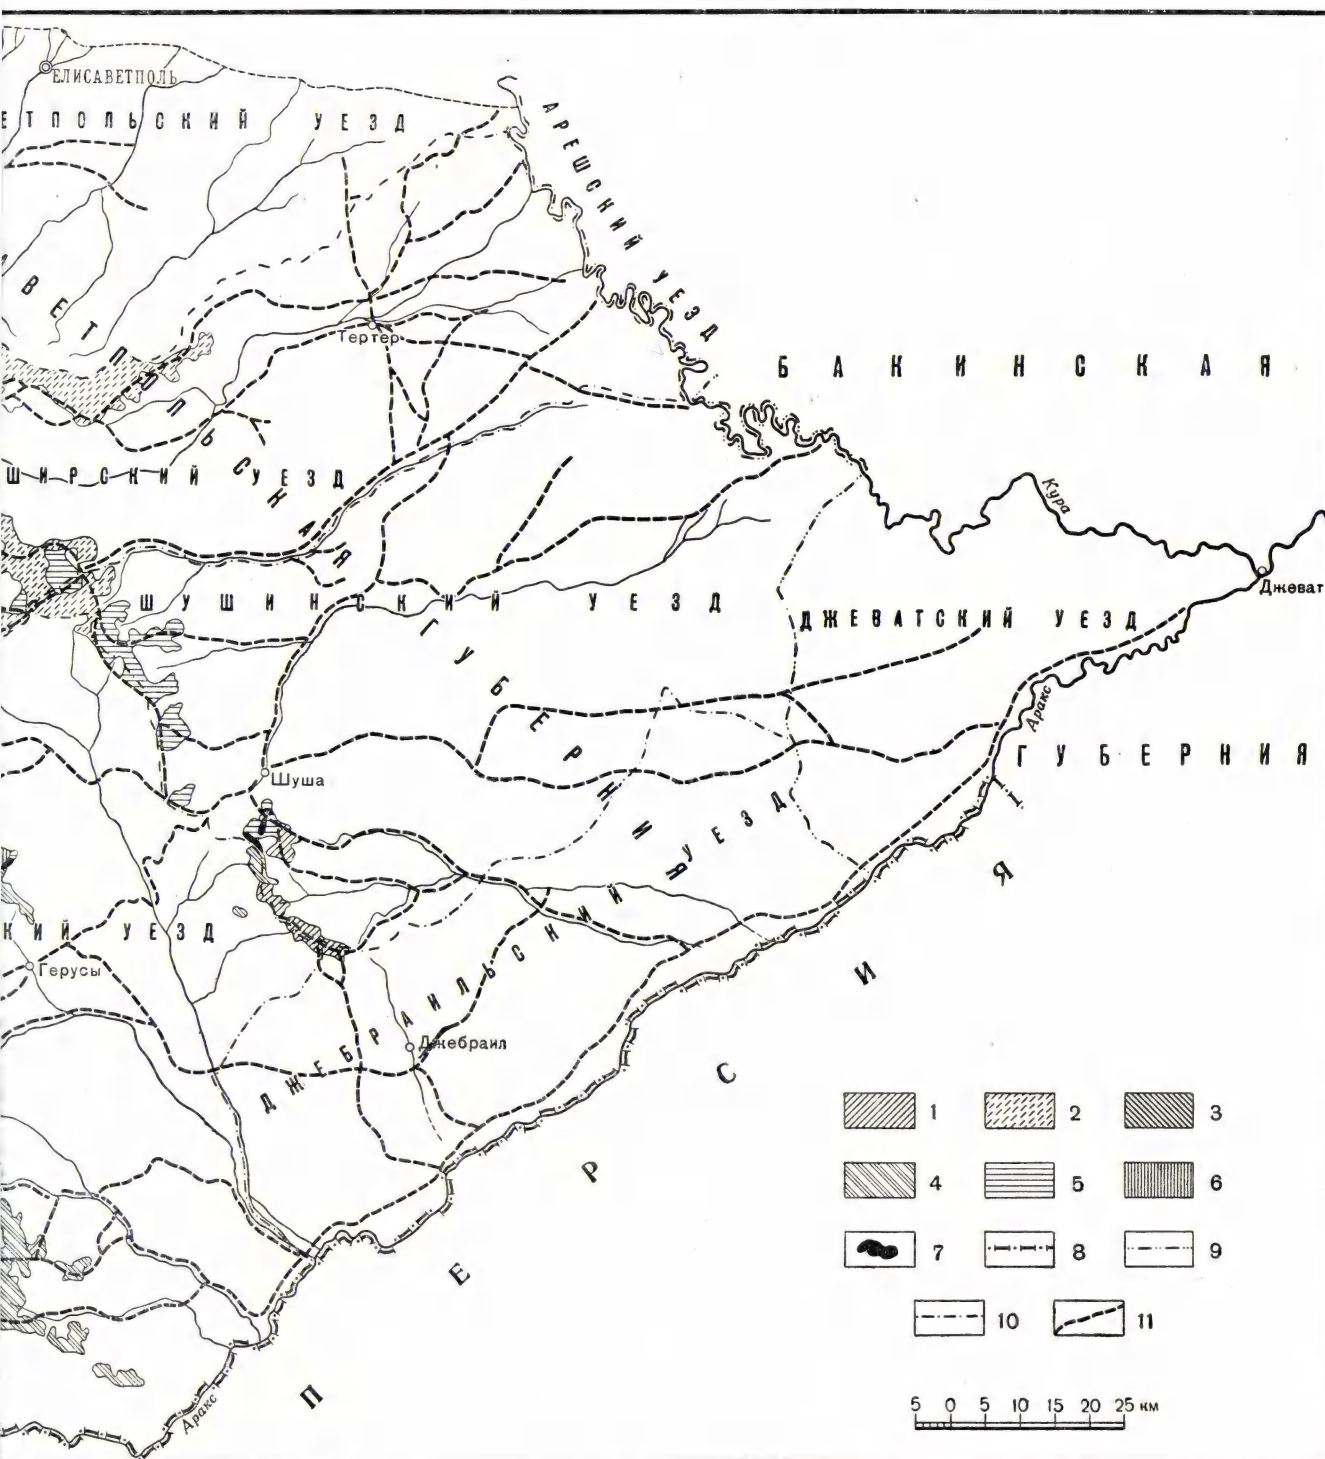 ЕЛИСАВЕТПОЛЬ
ЕТПОЛЬСКИЙ УЕЗД
АРЕШСКИЙ УЕЗД
ВЕТПОЛЬСКАЯ ГУБЕРНИЯ
Тертер
БАКИНСКАЯ
ШИРСКИЙ УЕЗД
Кура
Джеват
ШУШИНСКИЙ УЕЗД
ДЖЕВАТСКИЙ УЕЗД
Аракс
ГУБЕРНИЯ
Шуша
КИЙ УЕЗД
Герусы
ДЖЕБРАИЛЬСКИЙ УЕЗД
Джебраил
ПЕРСИЯ
Аракс
1 2 3
4 5 6
7 8 9
10 11
5 0 5 10 15 20 25 км